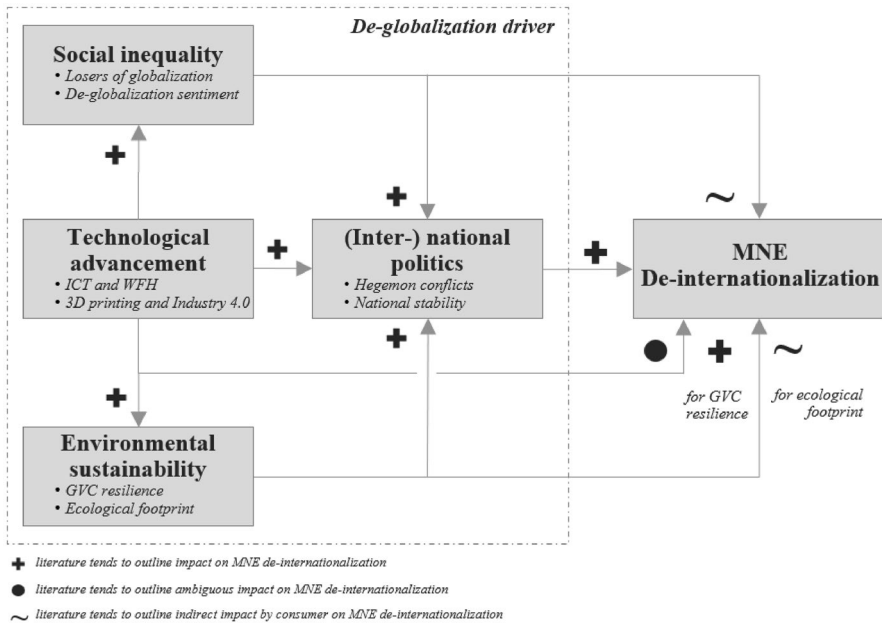 De-globalization driver
Social inequality
• Losers of globalization
• De-globalization sentiment
+
+
~
Technological
advancement
• ICT and WFH
• 3D printing and Industry 4.0
+
(Inter-) national
politics
• Hegemon conflicts
• National stability
+
MNE
De-internationalization
+
● + ~
for GVC
resilience
for ecological
footprint
+
Environmental
sustainability
• GVC resilience
• Ecological footprint
+ literature tends to outline impact on MNE de-internationalization
● literature tends to outline ambiguous impact on MNE de-internationalization
~ literature tends to outline indirect impact by consumer on MNE de-internationalization